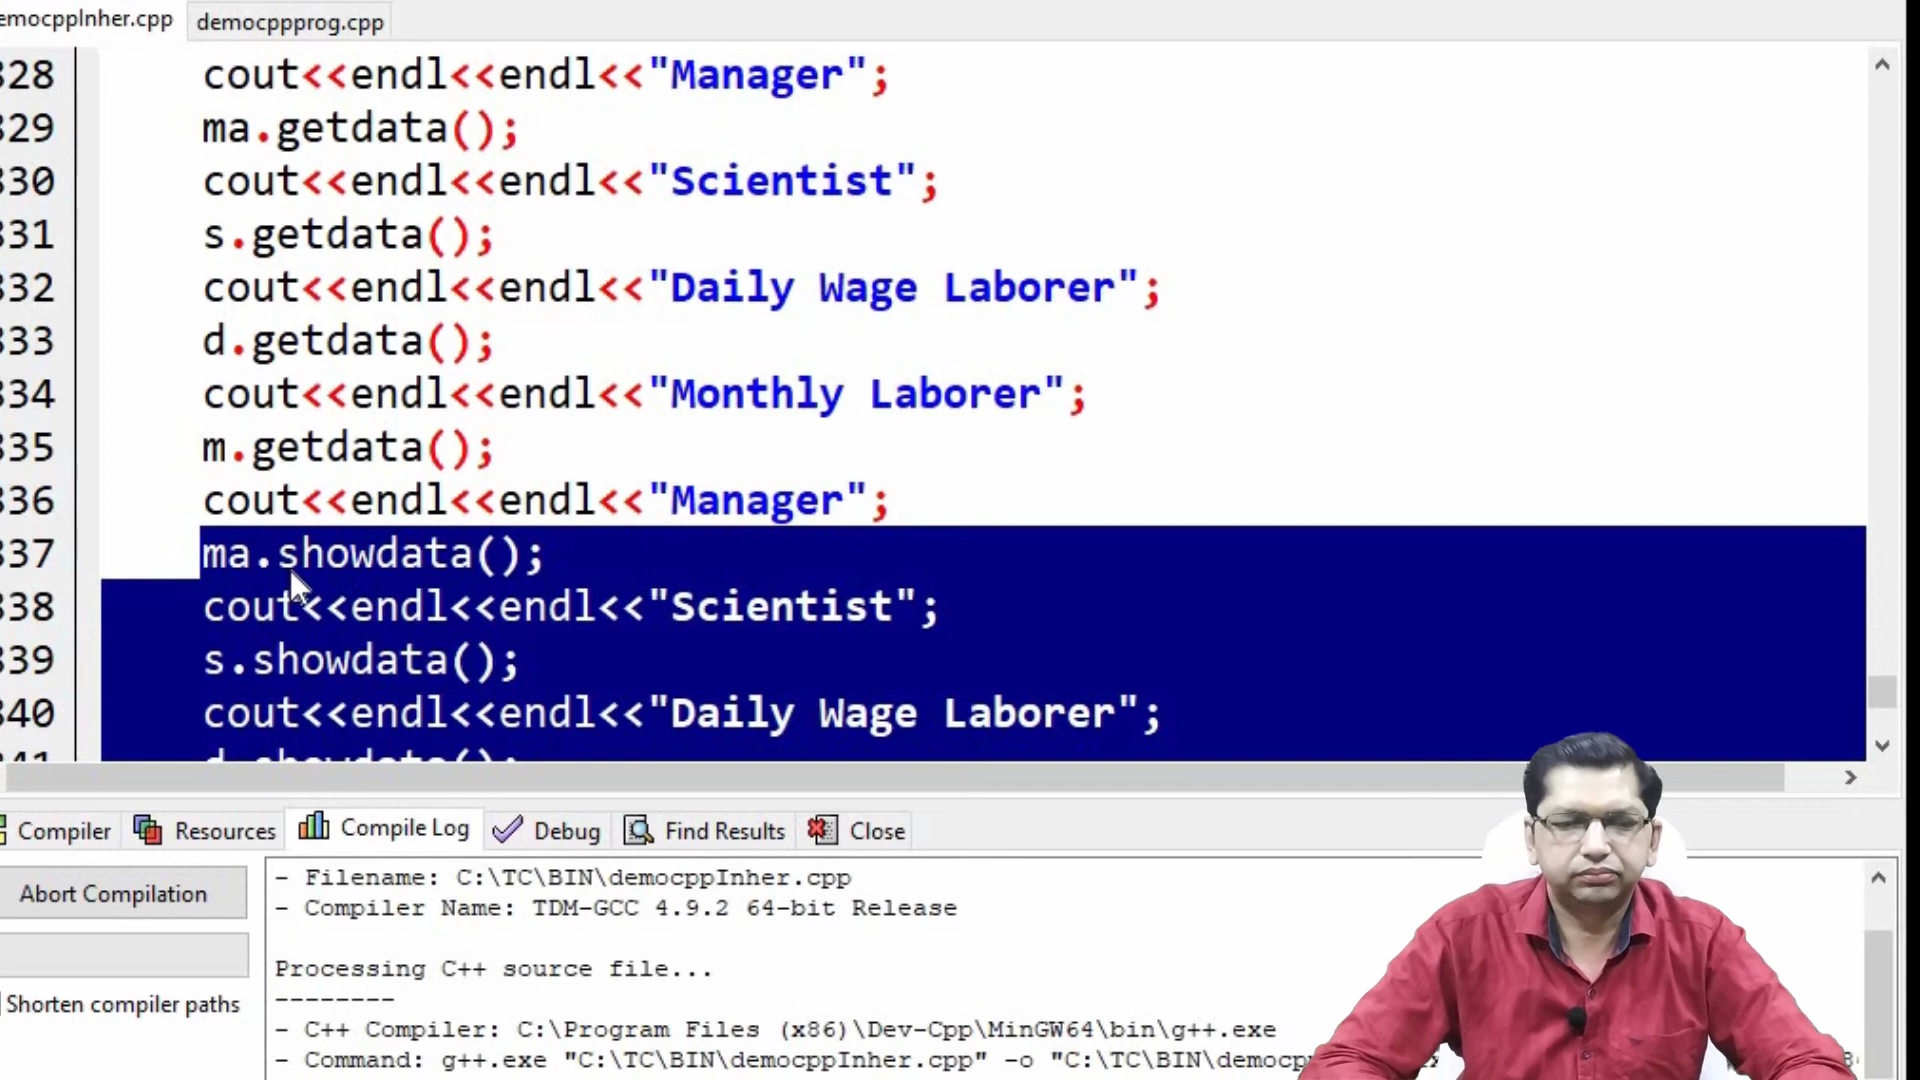 emocppInher.cpp democppprog.cpp
328 cout<<endl<<endl<<"Manager";
329 ma.getdata();
330 cout<<endl<<endl<<"Scientist";
331 s.getdata();
332 cout<<endl<<endl<<"Daily Wage Laborer";
333 d.getdata();
334 cout<<endl<<endl<<"Monthly Laborer";
335 m.getdata();
336 cout<<endl<<endl<<"Manager";
337 ma.showdata();
338 cout<<endl<<endl<<"Scientist";
339 s.showdata();
340 cout<<endl<<endl<<"Daily Wage Laborer";
341 d.showdata();
Compiler Resources Compile Log Debug Find Results Close
Abort Compilation
Shorten compiler paths
- Filename: C:\TC\BIN\democppInher.cpp
- Compiler Name: TDM-GCC 4.9.2 64-bit Release
Processing C++ source file...
--------
- C++ Compiler: C:\Program Files (x86)\Dev-Cpp\MinGW64\bin\g++.exe
- Command: g++.exe "C:\TC\BIN\democppInher.cpp" -o "C:\TC\BIN\democp